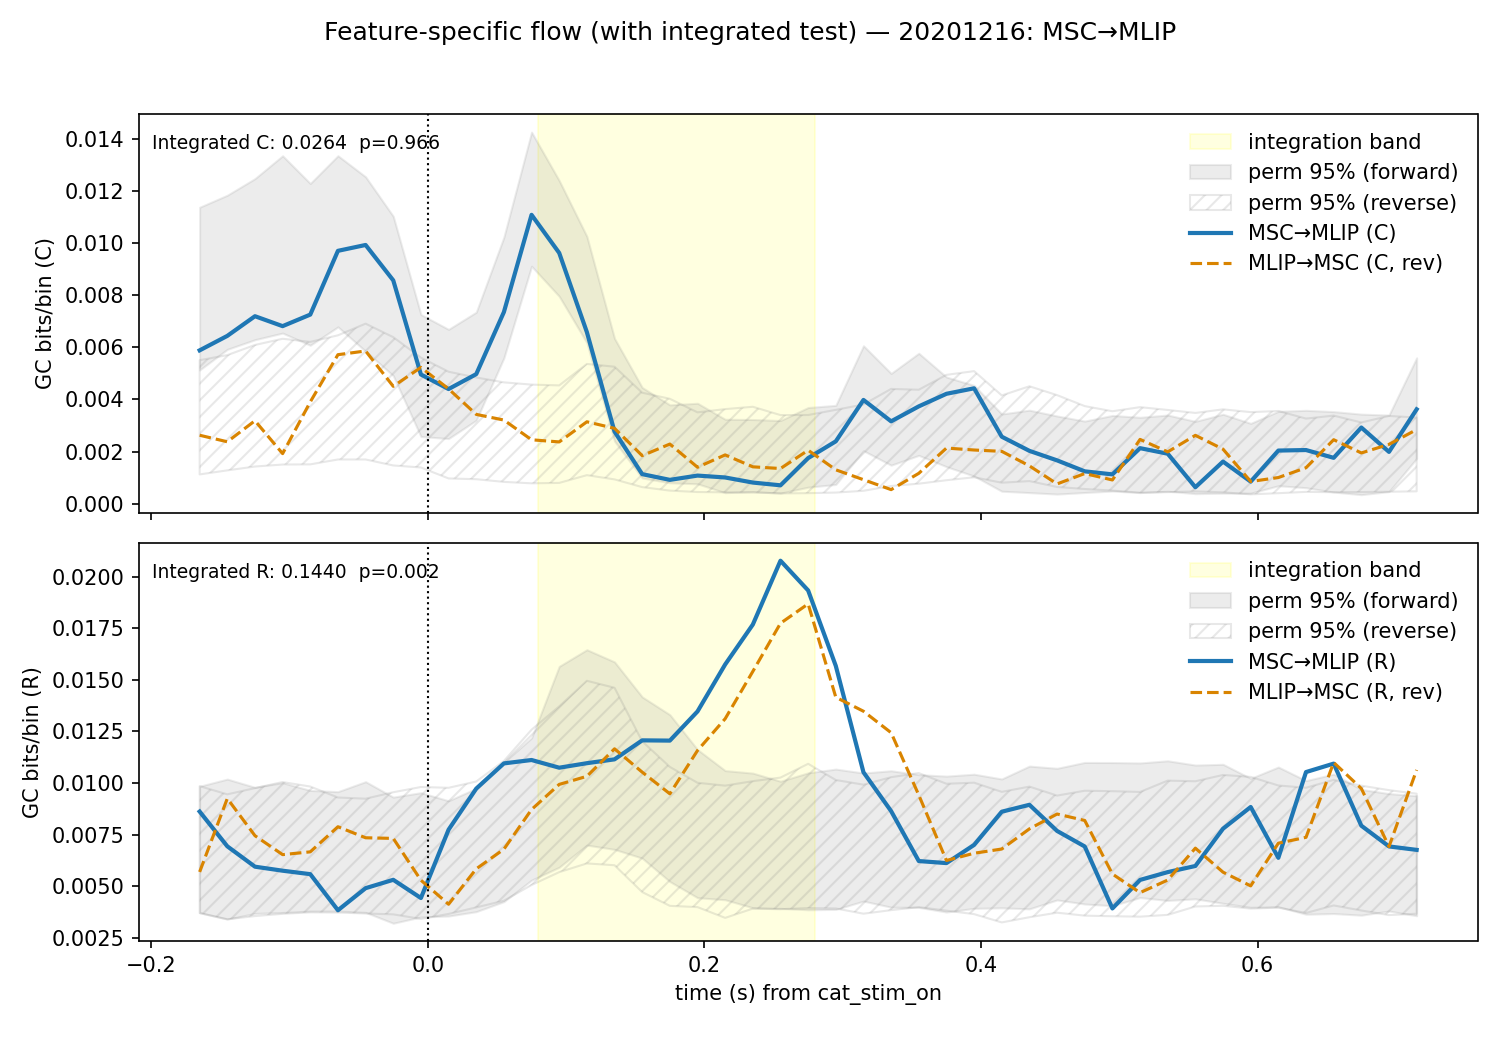 Feature-specific flow (with integrated test) — 20201216: MSC→MLIP
Integrated C: 0.0264  p=0.966
integration band
perm 95% (forward)
perm 95% (reverse)
MSC→MLIP (C)
MLIP→MSC (C, rev)
GC bits/bin (C)
0.014
0.012
0.010
0.008
0.006
0.004
0.002
0.000
Integrated R: 0.1440  p=0.002
integration band
perm 95% (forward)
perm 95% (reverse)
MSC→MLIP (R)
MLIP→MSC (R, rev)
GC bits/bin (R)
0.0200
0.0175
0.0150
0.0125
0.0100
0.0075
0.0050
0.0025
−0.2 0.0 0.2 0.4 0.6
time (s) from cat_stim_on